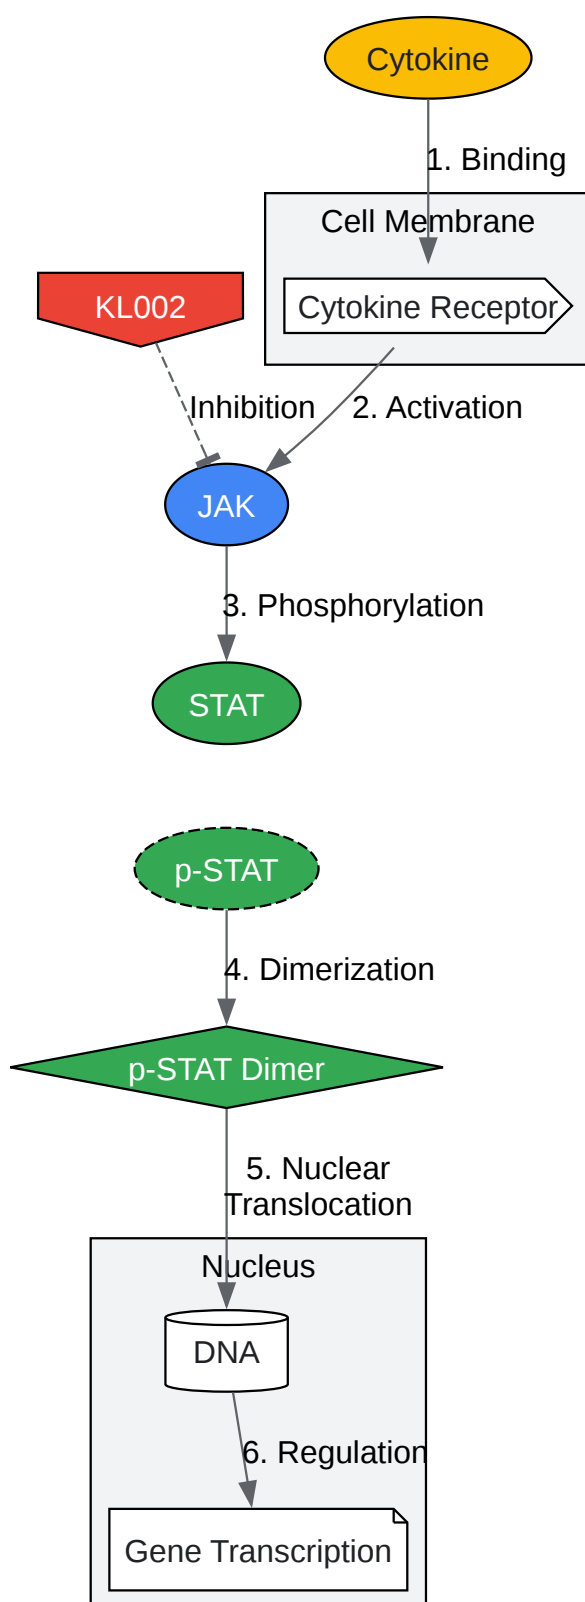 Cytokine
1. Binding
Cell Membrane
KL002
Cytokine Receptor
Inhibition
2. Activation
JAK
3. Phosphorylation
STAT
p-STAT
4. Dimerization
p-STAT Dimer
5. Nuclear
Translocation
Nucleus
DNA
6. Regulation
Gene Transcription